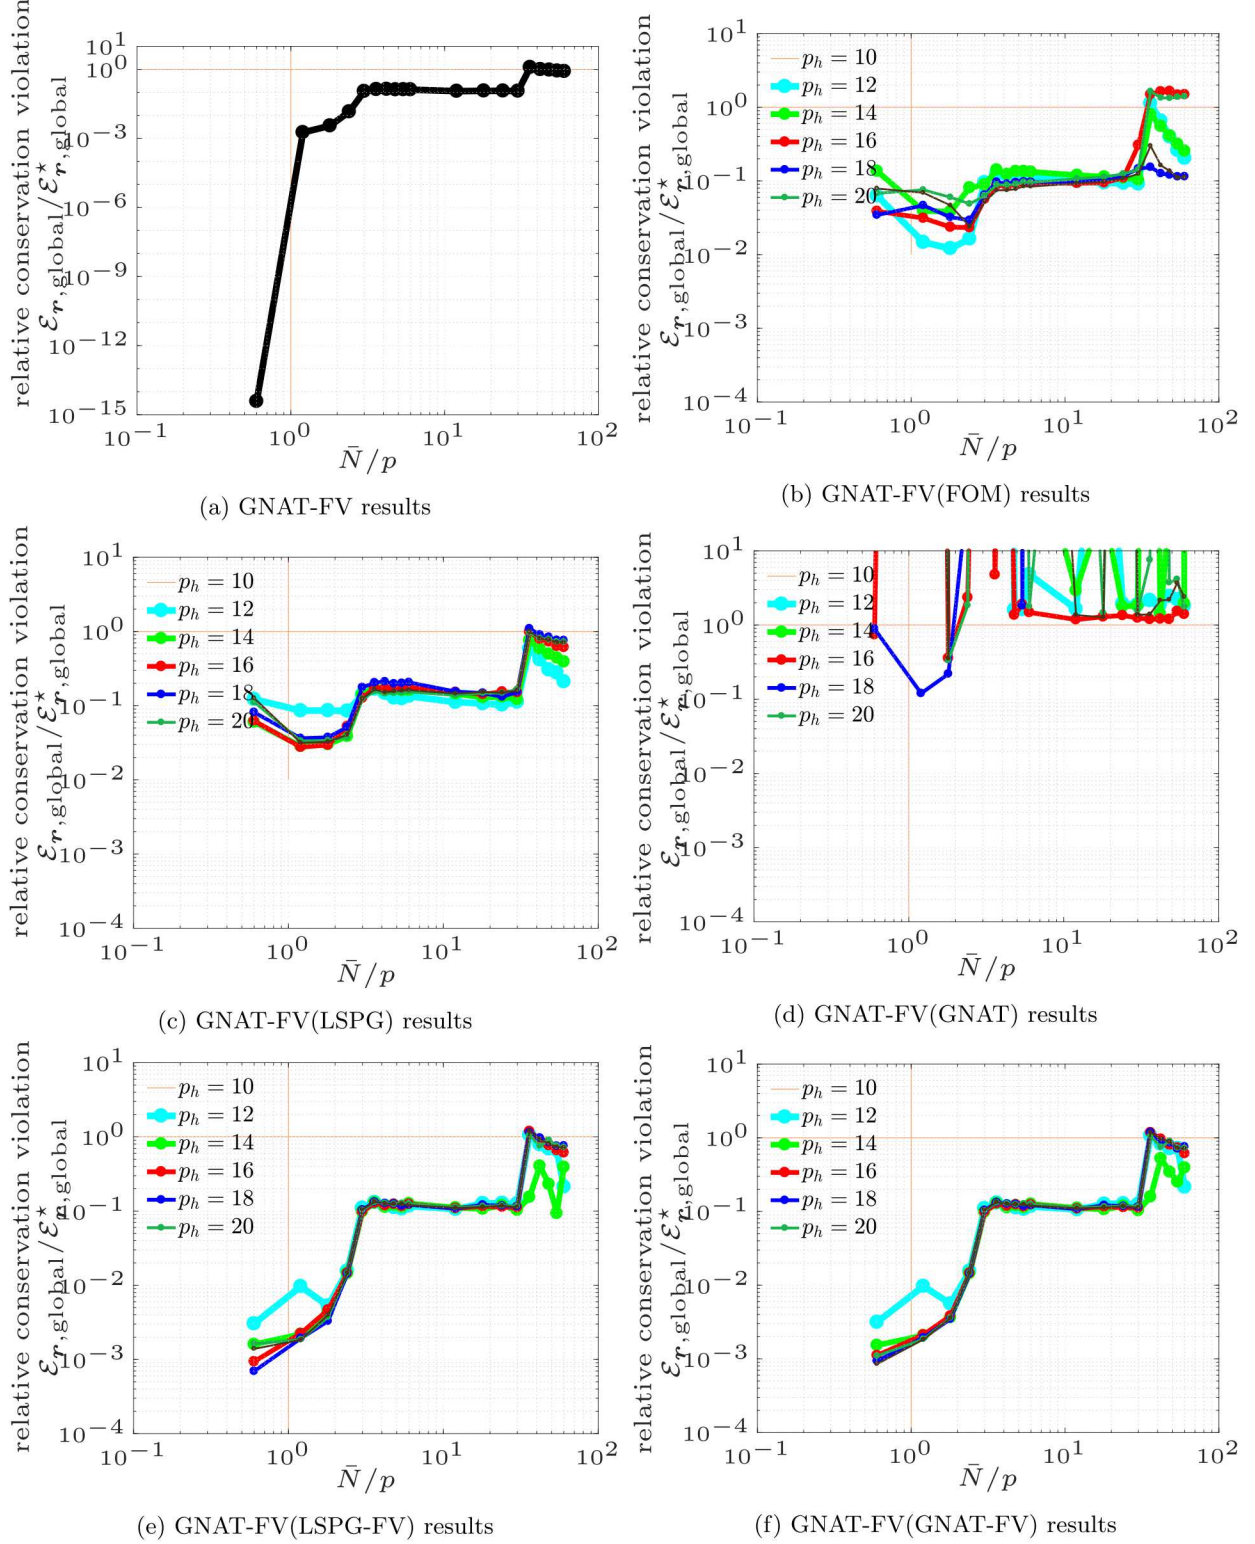 relative conservation violation
ℰ_𝒓,global/ℰ⋆_𝒓,global
10^1
10^0
10^−3
10^−6
10^−9
10^−12
10^−15
10^−1 10^0 10^1 10^2
N̄/p
(a) GNAT-FV results
relative conservation violation
ℰ_𝒓,global/ℰ⋆_𝒓,global
10^1
10^0
10^−1
10^−2
10^−3
10^−4
p_h = 10
p_h = 12
p_h = 14
p_h = 16
p_h = 18
p_h = 20
10^−1 10^0 10^1 10^2
N̄/p
(b) GNAT-FV(FOM) results
relative conservation violation
ℰ_𝒓,global/ℰ⋆_𝒓,global
10^1
10^0
10^−1
10^−2
10^−3
10^−4
p_h = 10
p_h = 12
p_h = 14
p_h = 16
p_h = 18
p_h = 20
10^−1 10^0 10^1 10^2
N̄/p
(c) GNAT-FV(LSPG) results
relative conservation violation
ℰ_𝒓,global/ℰ⋆_𝒓,global
10^1
10^0
10^−1
10^−2
10^−3
10^−4
p_h = 10
p_h = 12
p_h = 14
p_h = 16
p_h = 18
p_h = 20
10^−1 10^0 10^1 10^2
N̄/p
(d) GNAT-FV(GNAT) results
relative conservation violation
ℰ_𝒓,global/ℰ⋆_𝒓,global
10^1
10^0
10^−1
10^−2
10^−3
10^−4
p_h = 10
p_h = 12
p_h = 14
p_h = 16
p_h = 18
p_h = 20
10^−1 10^0 10^1 10^2
N̄/p
(e) GNAT-FV(LSPG-FV) results
relative conservation violation
ℰ_𝒓,global/ℰ⋆_𝒓,global
10^1
10^0
10^−1
10^−2
10^−3
10^−4
p_h = 10
p_h = 12
p_h = 14
p_h = 16
p_h = 18
p_h = 20
10^−1 10^0 10^1 10^2
N̄/p
(f) GNAT-FV(GNAT-FV) results